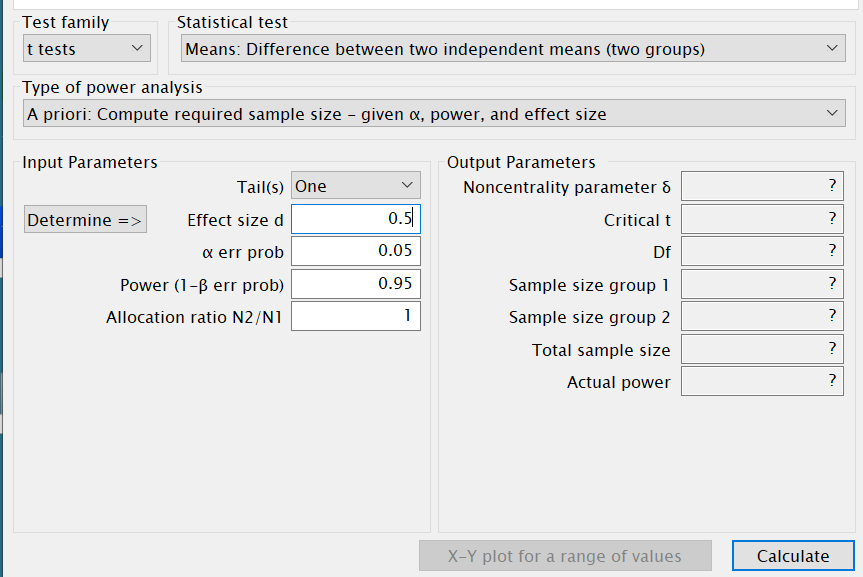 Test family
Statistical test
t tests
Means: Difference between two independent means (two groups)
Type of power analysis
A priori: Compute required sample size – given α, power, and effect size
Input Parameters
Tail(s) One
Determine => Effect size d 0.5
α err prob 0.05
Power (1-β err prob) 0.95
Allocation ratio N2/N1 1
Output Parameters
Noncentrality parameter δ ?
Critical t ?
Df ?
Sample size group 1 ?
Sample size group 2 ?
Total sample size ?
Actual power ?
X-Y plot for a range of values
Calculate